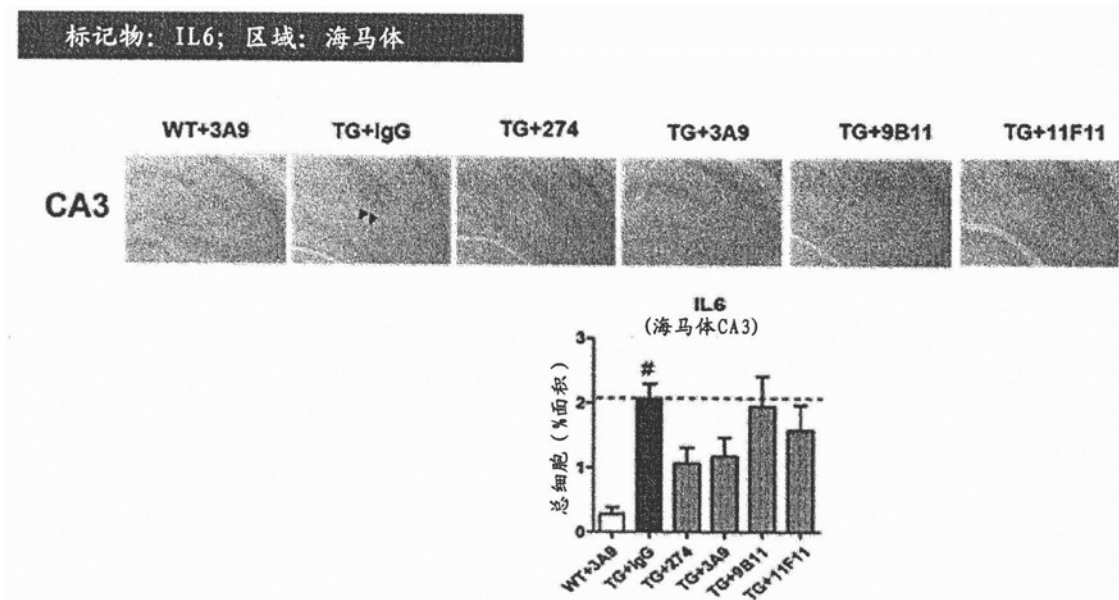 标记物: IL6; 区域: 海马体
WT+3A9 TG+IgG TG+274 TG+3A9 TG+9B11 TG+11F11
CA3
IL6
(海马体CA3)
总细胞 (%面积)
3
#
2
1
0
WT+3A9 TG+IgG TG+274 TG+3A9 TG+9B11 TG+11F11